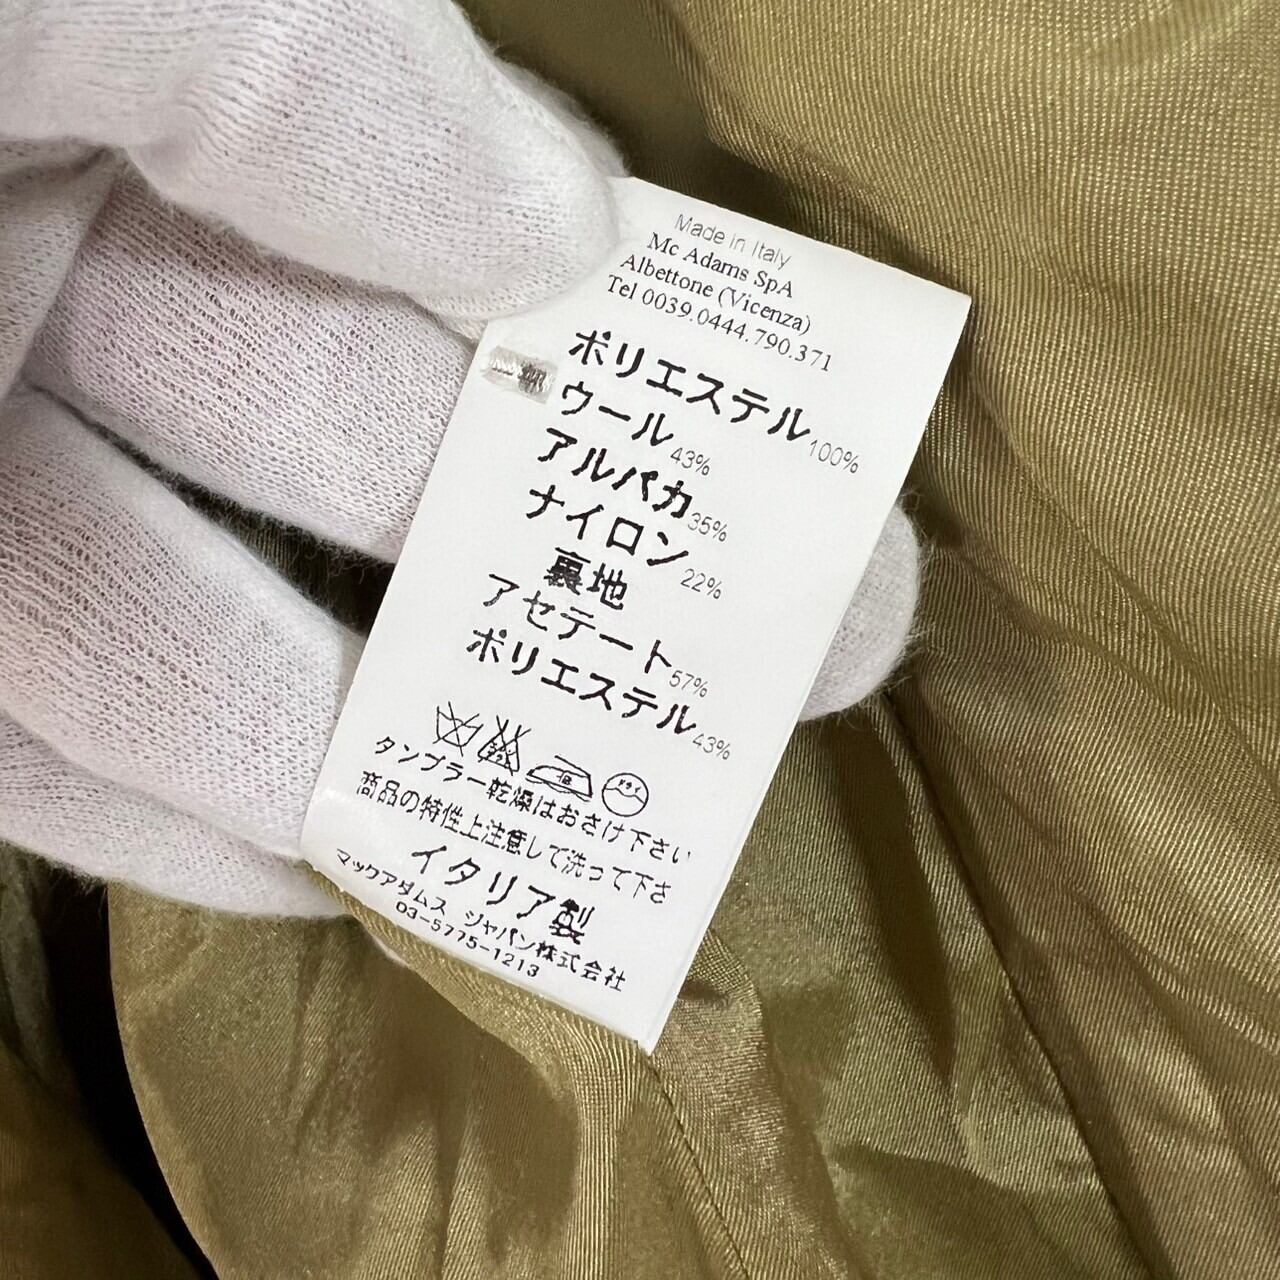 Made in Italy
Mc Adams SpA
Albettone (Vicenza)
Tel 0039.0444.790.371
ポリエステル100%
ウール43%
アルパカ35%
ナイロン22%
裏地
アセテート57%
ポリエステル43%
低 ドライ
タンブラー乾燥はおさけ下さい
商品の特性上注意して洗って下さ
イタリア製
マックアダムス ジャパン株式会社
03-5775-1213